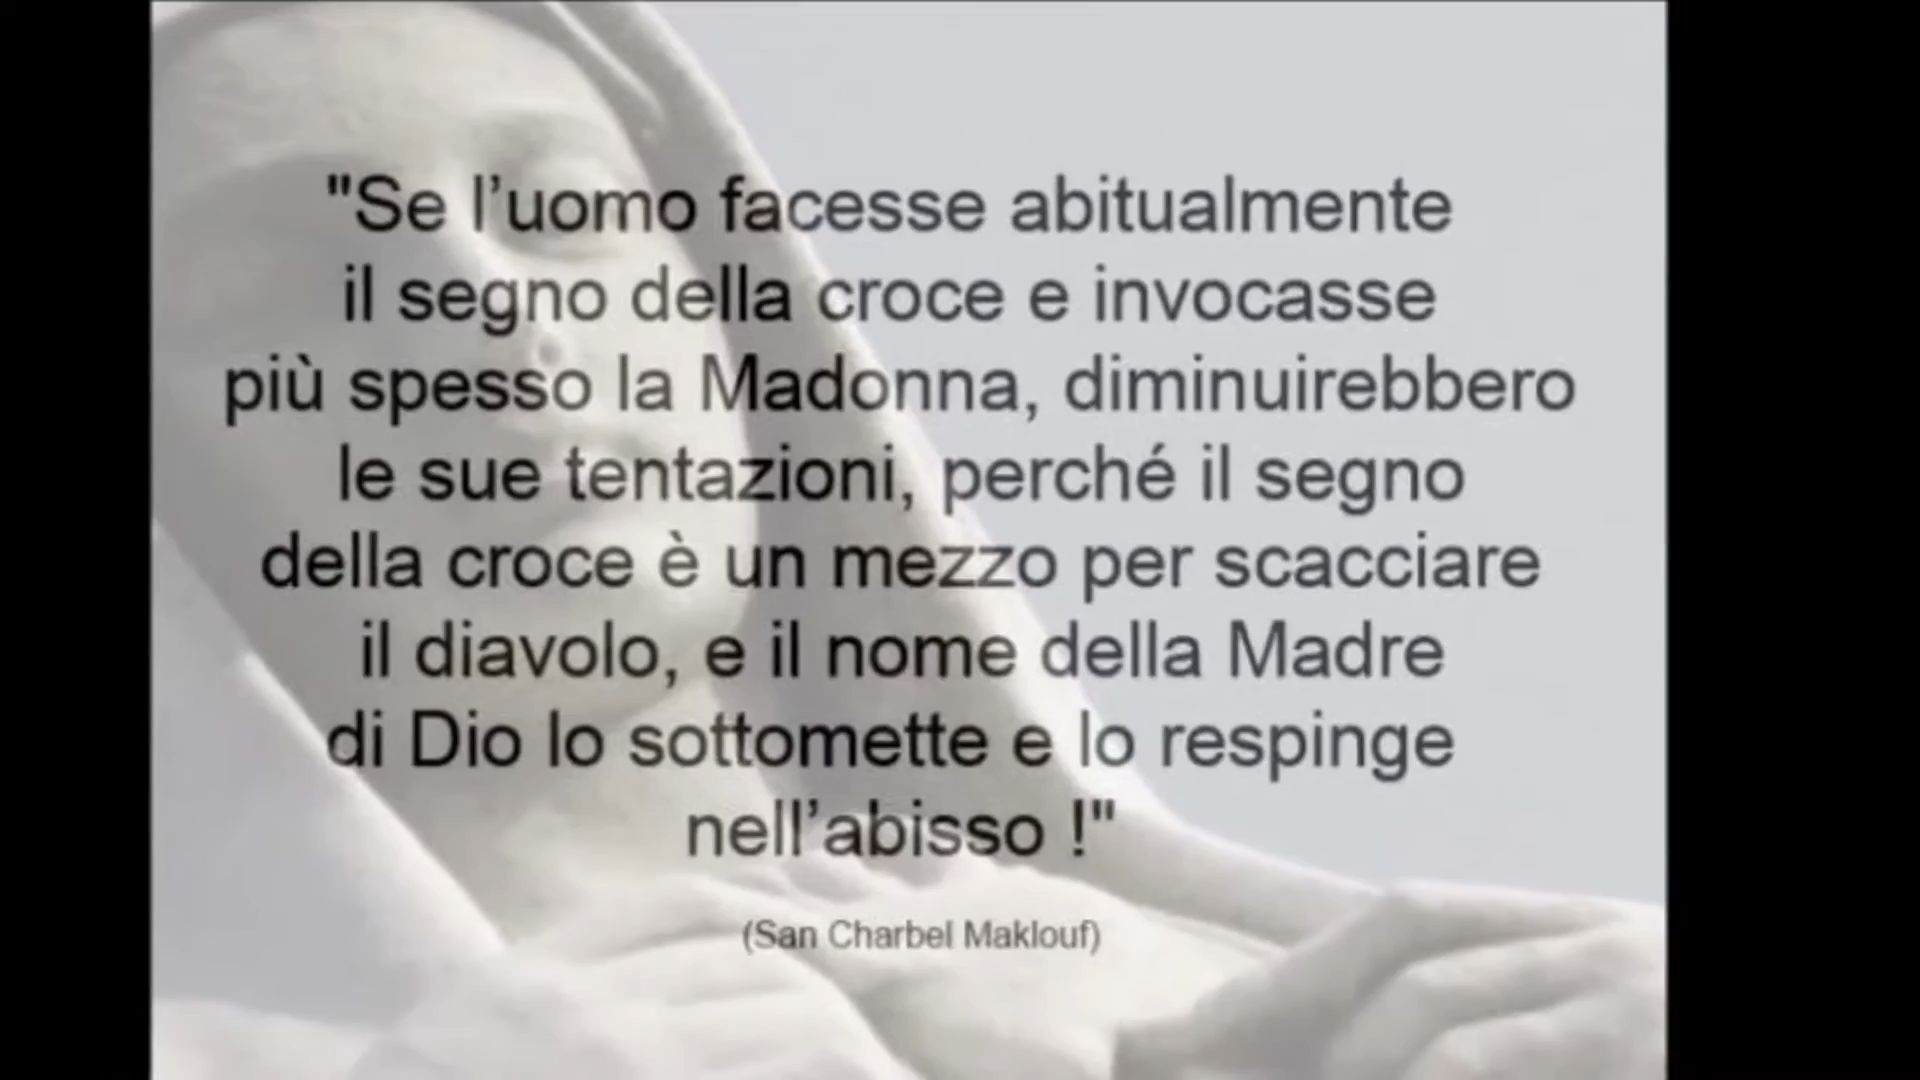 "Se l’uomo facesse abitualmente
il segno della croce e invocasse
più spesso la Madonna, diminuirebbero
le sue tentazioni, perché il segno
della croce è un mezzo per scacciare
il diavolo, e il nome della Madre
di Dio lo sottomette e lo respinge
nell’abisso !"
(San Charbel Maklouf)